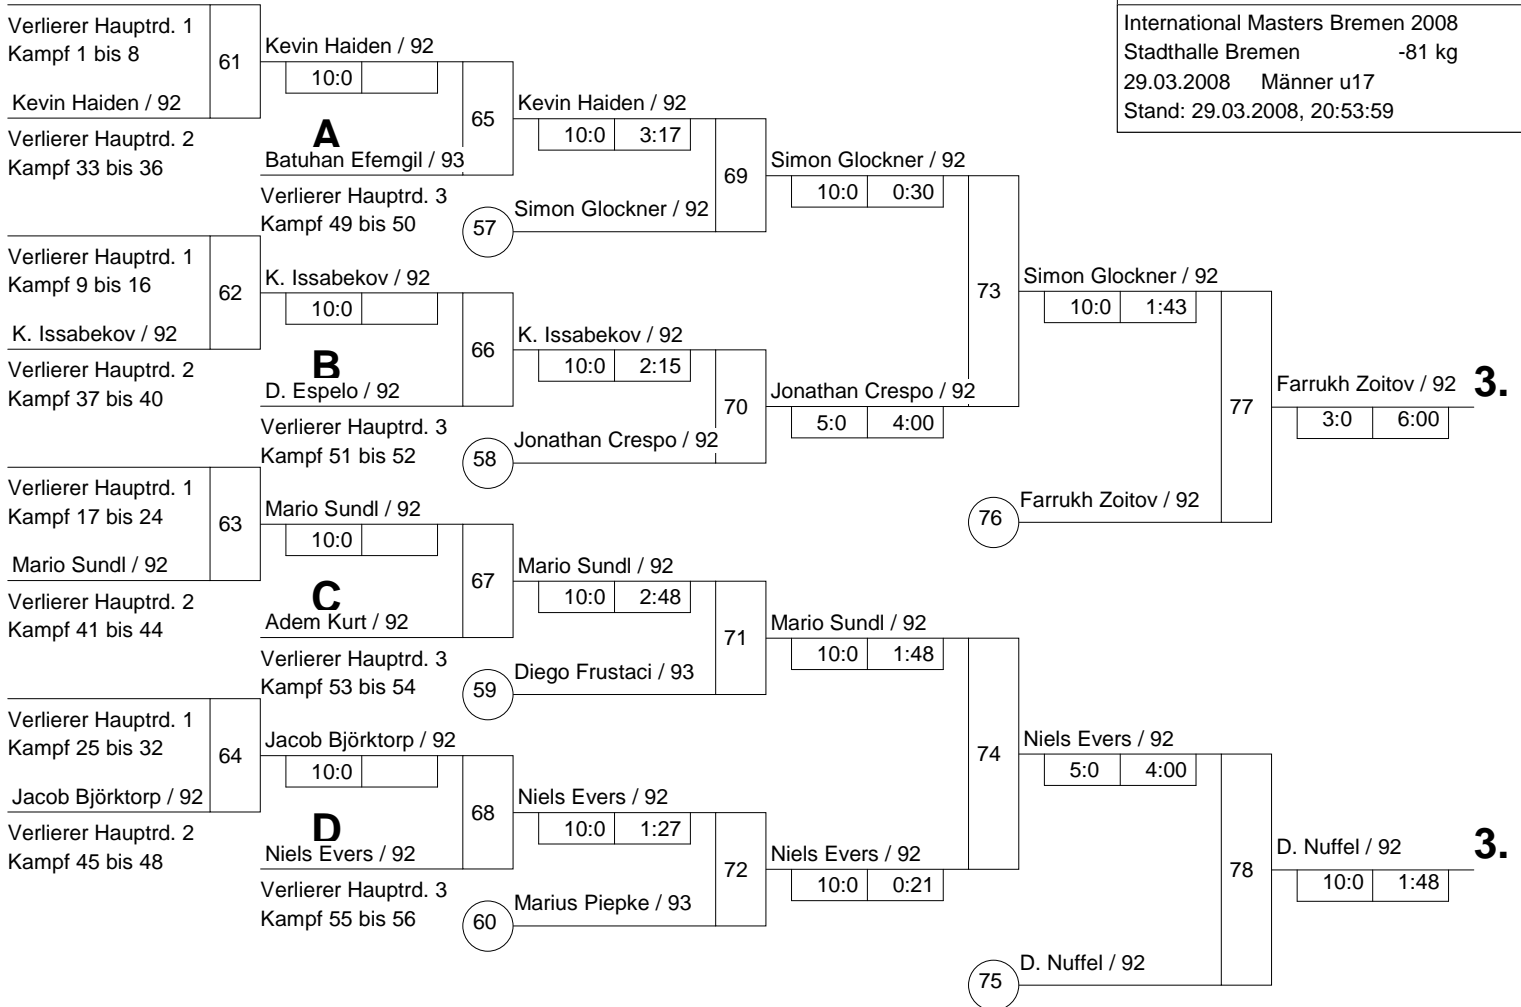 International Masters Bremen 2008
Stadthalle Bremen -81 kg
29.03.2008 Männer u17
Stand: 29.03.2008, 20:53:59
Verlierer Hauptrd. 1
Kampf 1 bis 8
61
Kevin Haiden / 92
Verlierer Hauptrd. 2
Kampf 33 bis 36
Kevin Haiden / 92
10:0
A
65
Batuhan Efemgil / 93
Verlierer Hauptrd. 3
Kampf 49 bis 50
Kevin Haiden / 92
10:0 3:17
69
57
Simon Glockner / 92
Simon Glockner / 92
10:0 0:30
Verlierer Hauptrd. 1
Kampf 9 bis 16
62
K. Issabekov / 92
Verlierer Hauptrd. 2
Kampf 37 bis 40
K. Issabekov / 92
10:0
B
66
D. Espelo / 92
Verlierer Hauptrd. 3
Kampf 51 bis 52
K. Issabekov / 92
10:0 2:15
70
58
Jonathan Crespo / 92
Jonathan Crespo / 92
5:0 4:00
73
Simon Glockner / 92
10:0 1:43
77
76
Farrukh Zoitov / 92
Farrukh Zoitov / 92
3:0 6:00
3.
Verlierer Hauptrd. 1
Kampf 17 bis 24
63
Mario Sundl / 92
Verlierer Hauptrd. 2
Kampf 41 bis 44
Mario Sundl / 92
10:0
C
67
Adem Kurt / 92
Verlierer Hauptrd. 3
Kampf 53 bis 54
Mario Sundl / 92
10:0 2:48
71
59
Diego Frustaci / 93
Mario Sundl / 92
10:0 1:48
Verlierer Hauptrd. 1
Kampf 25 bis 32
64
Jacob Björktorp / 92
Verlierer Hauptrd. 2
Kampf 45 bis 48
Jacob Björktorp / 92
10:0
D
68
Niels Evers / 92
Verlierer Hauptrd. 3
Kampf 55 bis 56
Niels Evers / 92
10:0 1:27
72
60
Marius Piepke / 93
Niels Evers / 92
10:0 0:21
74
Niels Evers / 92
5:0 4:00
78
75
D. Nuffel / 92
D. Nuffel / 92
10:0 1:48
3.